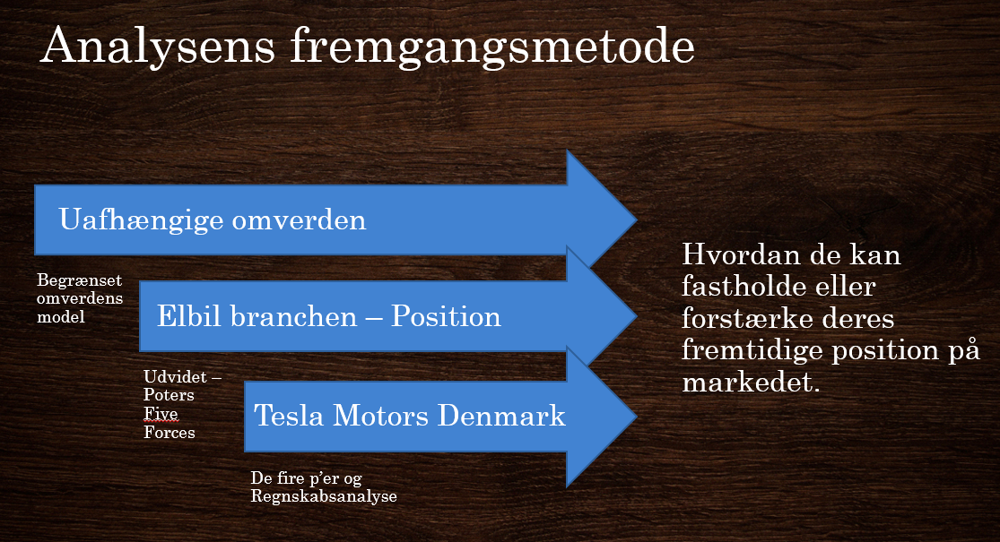 Analysens fremgangsmetode
Uafhængige omverden
Begrænset
omverdens
model
Elbil branchen – Position
Udvidet –
Poters
Five
Forces
Tesla Motors Denmark
De fire p’er og
Regnskabsanalyse
Hvordan de kan
fastholde eller
forstærke deres
fremtidige position på
markedet.